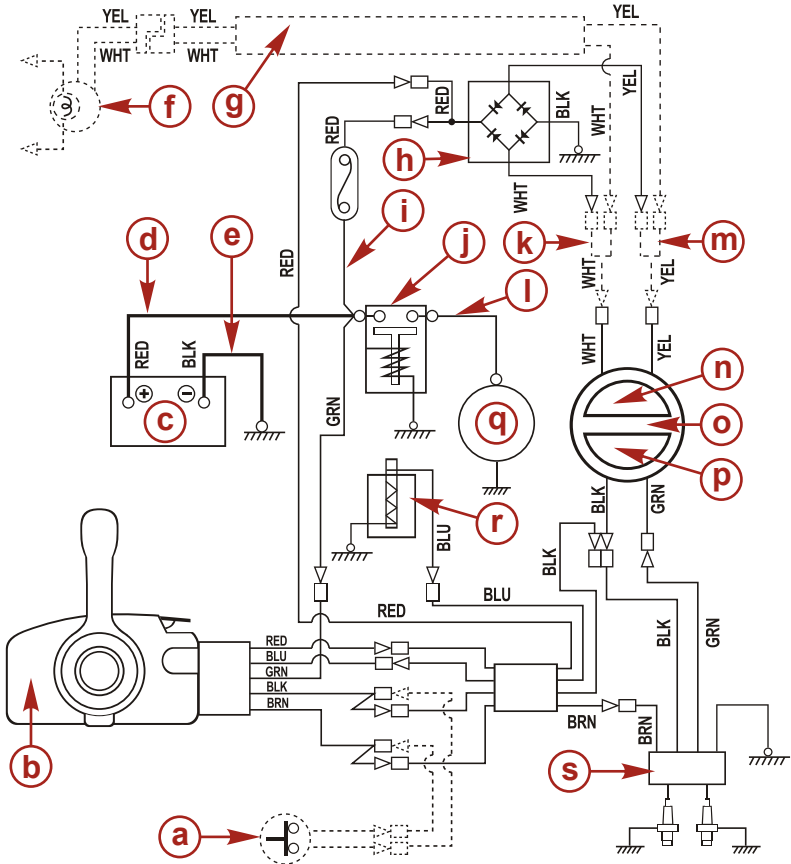 YEL
YEL
YEL
WHT
WHT
f
g
RED
BLK
YEL
WHT
RED
h
WHT
i
j
k
m
d
e
RED
l
WHT
YEL
RED
BLK
+
−
c
GRN
WHT
YEL
n
o
p
q
r
BLU
BLK
GRN
BLK
BLU
RED
BLK
GRN
RED
BLU
GRN
BLK
BRN
BRN
BRN
b
s
a